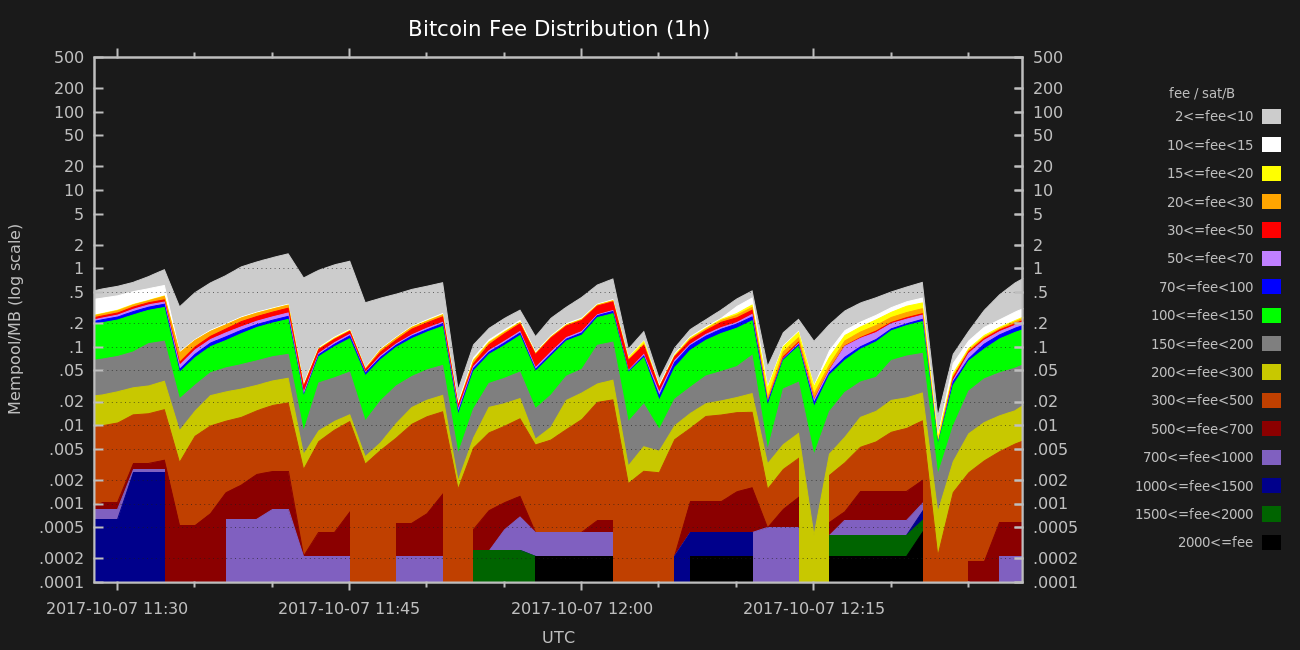 Bitcoin Fee Distribution (1h)
500 500
200 200
100 100
50 50
20 20
10 10
5 5
2 2
1 1
.5 .5
.2 .2
.1 .1
.05 .05
.02 .02
.01 .01
.005 .005
.002 .002
.001 .001
.0005 .0005
.0002 .0002
.0001 .0001
Mempool/MB (log scale)
2017-10-07 11:30 2017-10-07 11:45 2017-10-07 12:00 2017-10-07 12:15
UTC
fee / sat/B
2<=fee<10
10<=fee<15
15<=fee<20
20<=fee<30
30<=fee<50
50<=fee<70
70<=fee<100
100<=fee<150
150<=fee<200
200<=fee<300
300<=fee<500
500<=fee<700
700<=fee<1000
1000<=fee<1500
1500<=fee<2000
2000<=fee